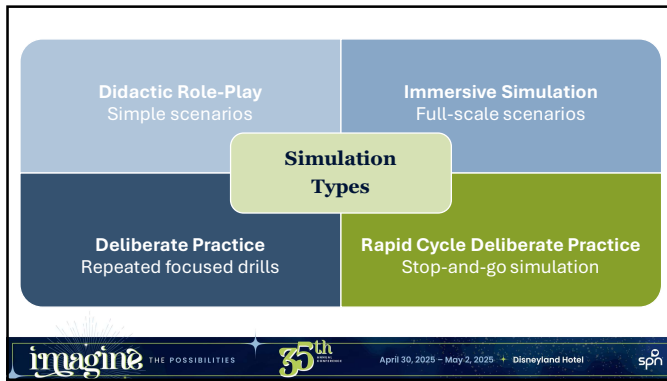 Didactic Role-Play
Simple scenarios
Immersive Simulation
Full-scale scenarios
Simulation
Types
Deliberate Practice
Repeated focused drills
Rapid Cycle Deliberate Practice
Stop-and-go simulation
imagine THE POSSIBILITIES
35th
ANNUAL
CONFERENCE
April 30, 2025 – May 2, 2025 + Disneyland Hotel
spn